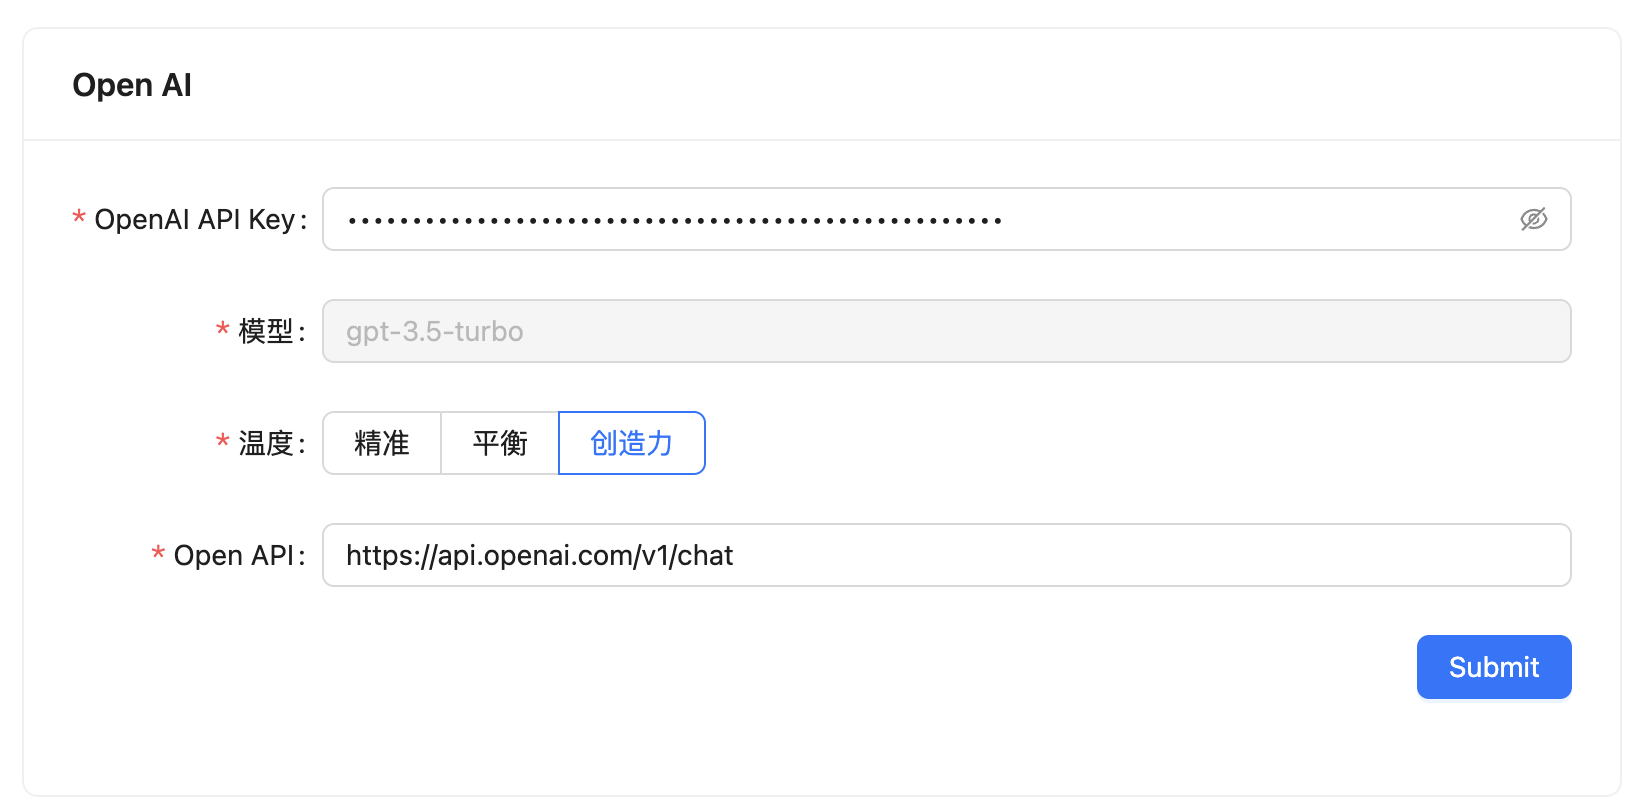 Open AI
* OpenAI API Key:
* 模型: gpt-3.5-turbo
* 温度: 精准 平衡 创造力
* Open API: https://api.openai.com/v1/chat
Submit